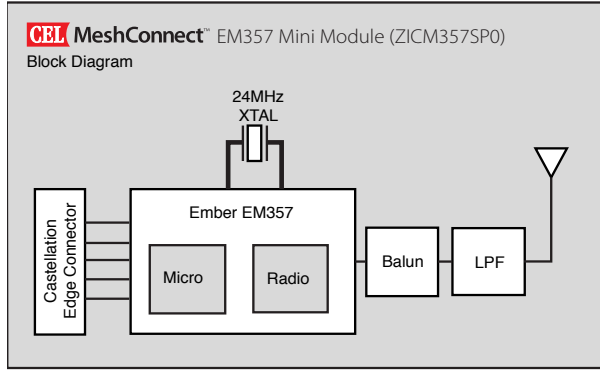 CEL MeshConnect™ EM357 Mini Module (ZICM357SP0)
Block Diagram
24MHz
XTAL
Castellation
Edge Connector
Ember EM357
Micro
Radio
Balun
LPF